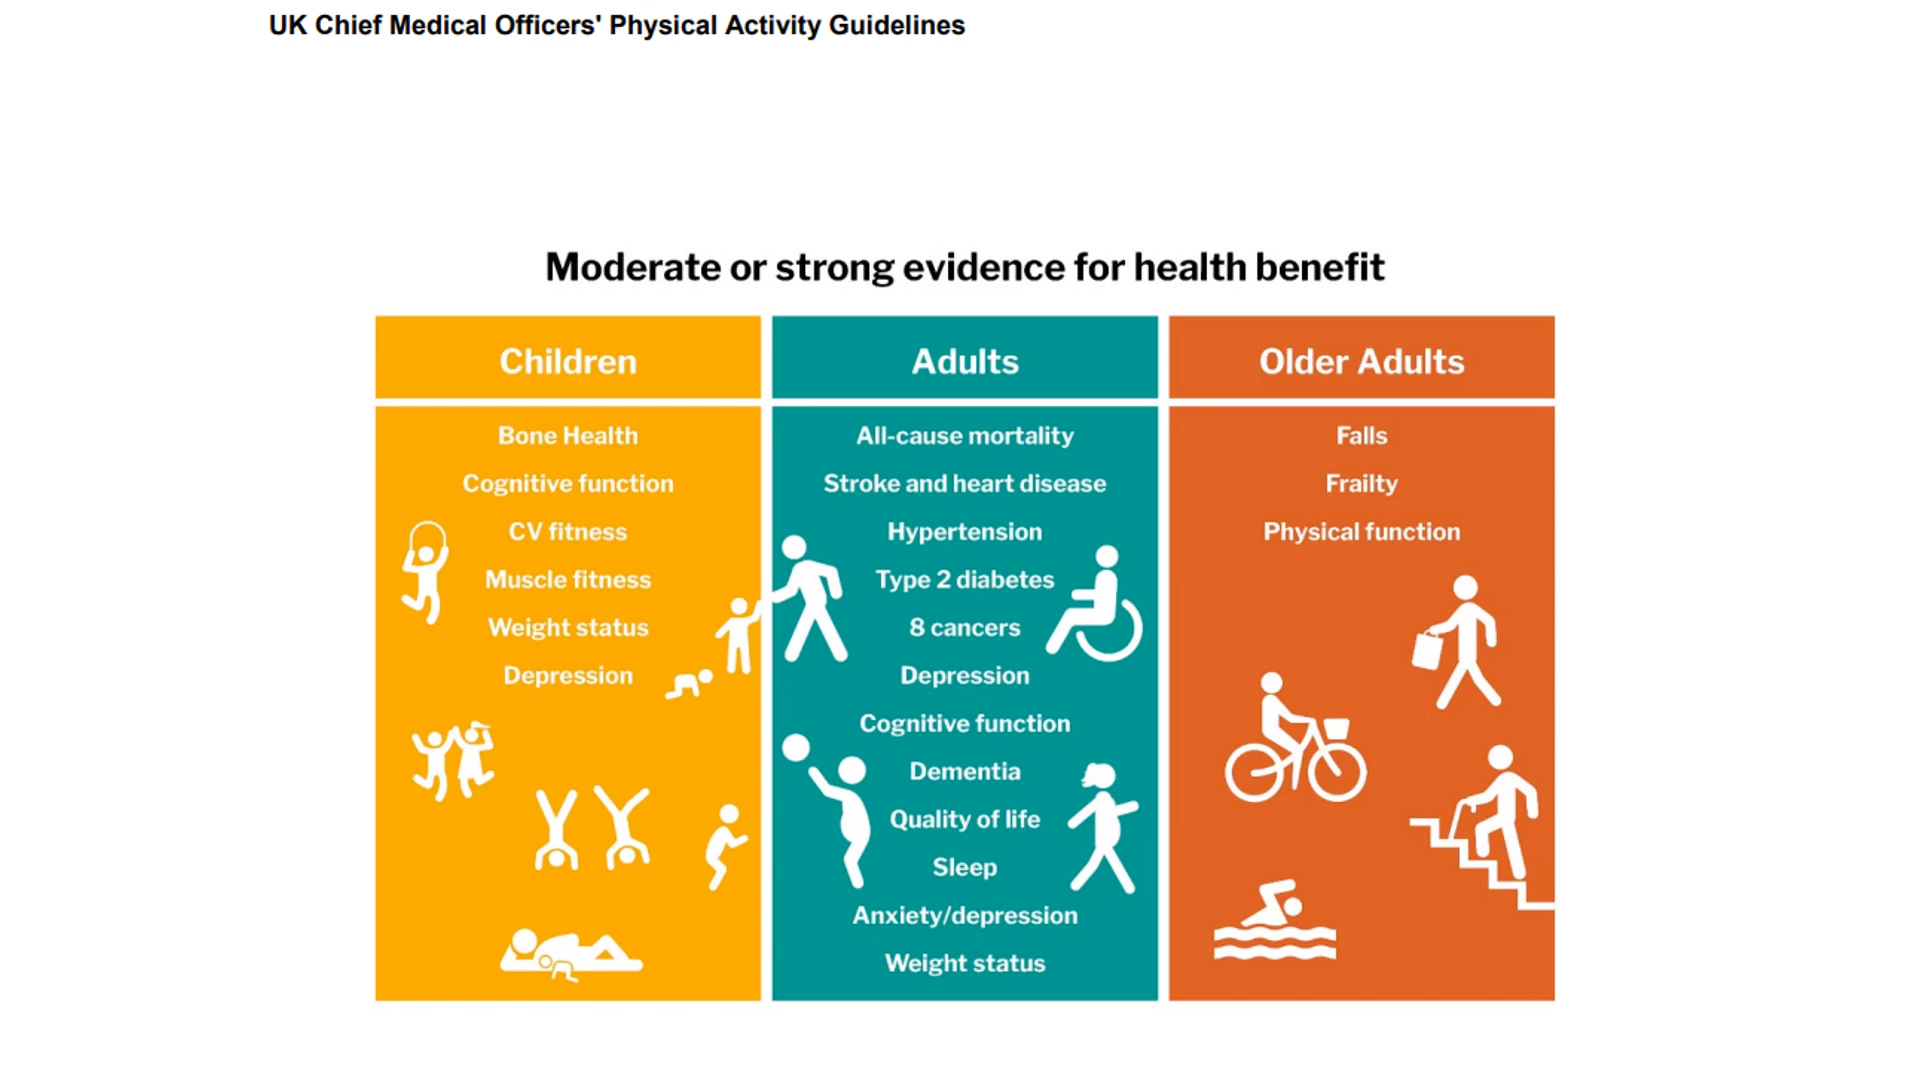 UK Chief Medical Officers' Physical Activity Guidelines
Moderate or strong evidence for health benefit
Children
Bone Health
Cognitive function
CV fitness
Muscle fitness
Weight status
Depression
Adults
All-cause mortality
Stroke and heart disease
Hypertension
Type 2 diabetes
8 cancers
Depression
Cognitive function
Dementia
Quality of life
Sleep
Anxiety/depression
Weight status
Older Adults
Falls
Frailty
Physical function